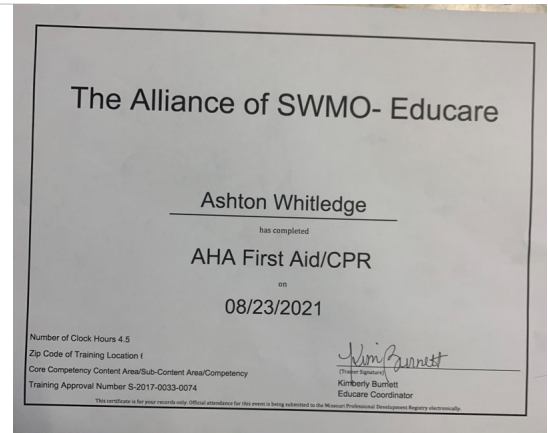 The Alliance of SWMO- Educare
Ashton Whitledge
has completed
AHA First Aid/CPR
on
08/23/2021
Number of Clock Hours 4.5
Zip Code of Training Location
Core Competency Content Area/Sub-Content Area/Competency
Training Approval Number S-2017-0033-0074
Kim Burnett
(Trainer Signature)
Kimberly Burnett
Educare Coordinator
This certificate is for your records only. Official attendance for this event is being submitted to the Missouri Professional Development Registry electronically.